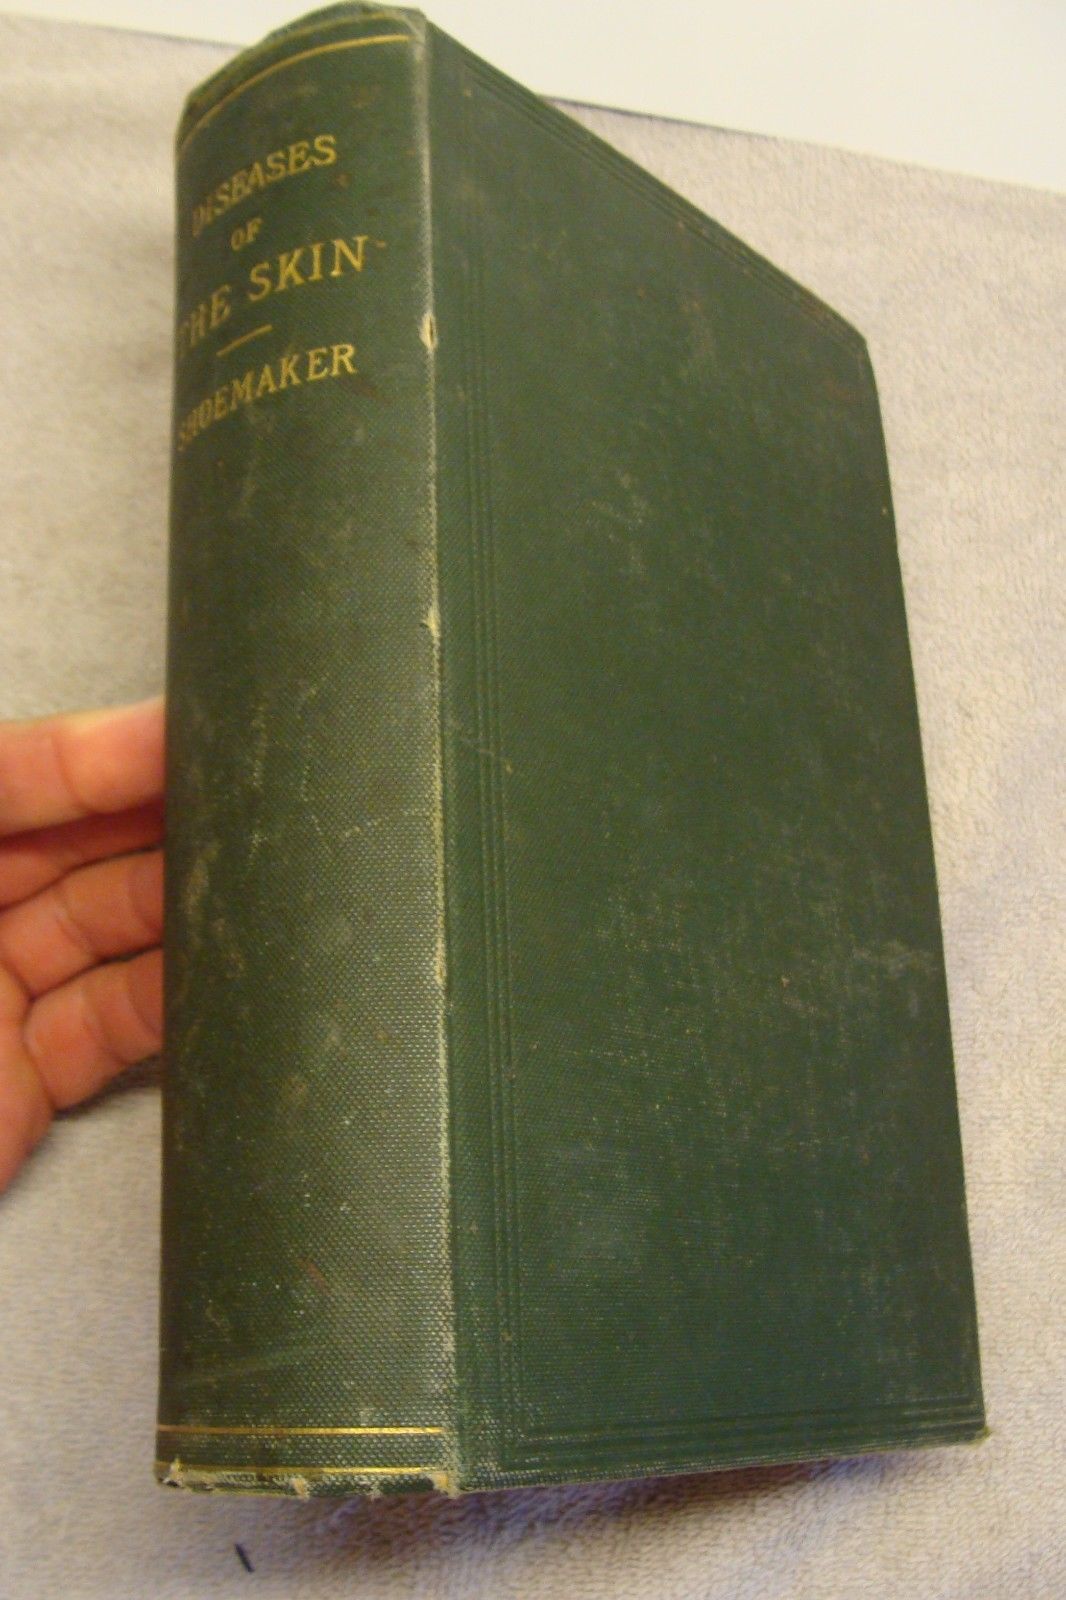 DISEASES
OF
THE SKIN
SHOEMAKER